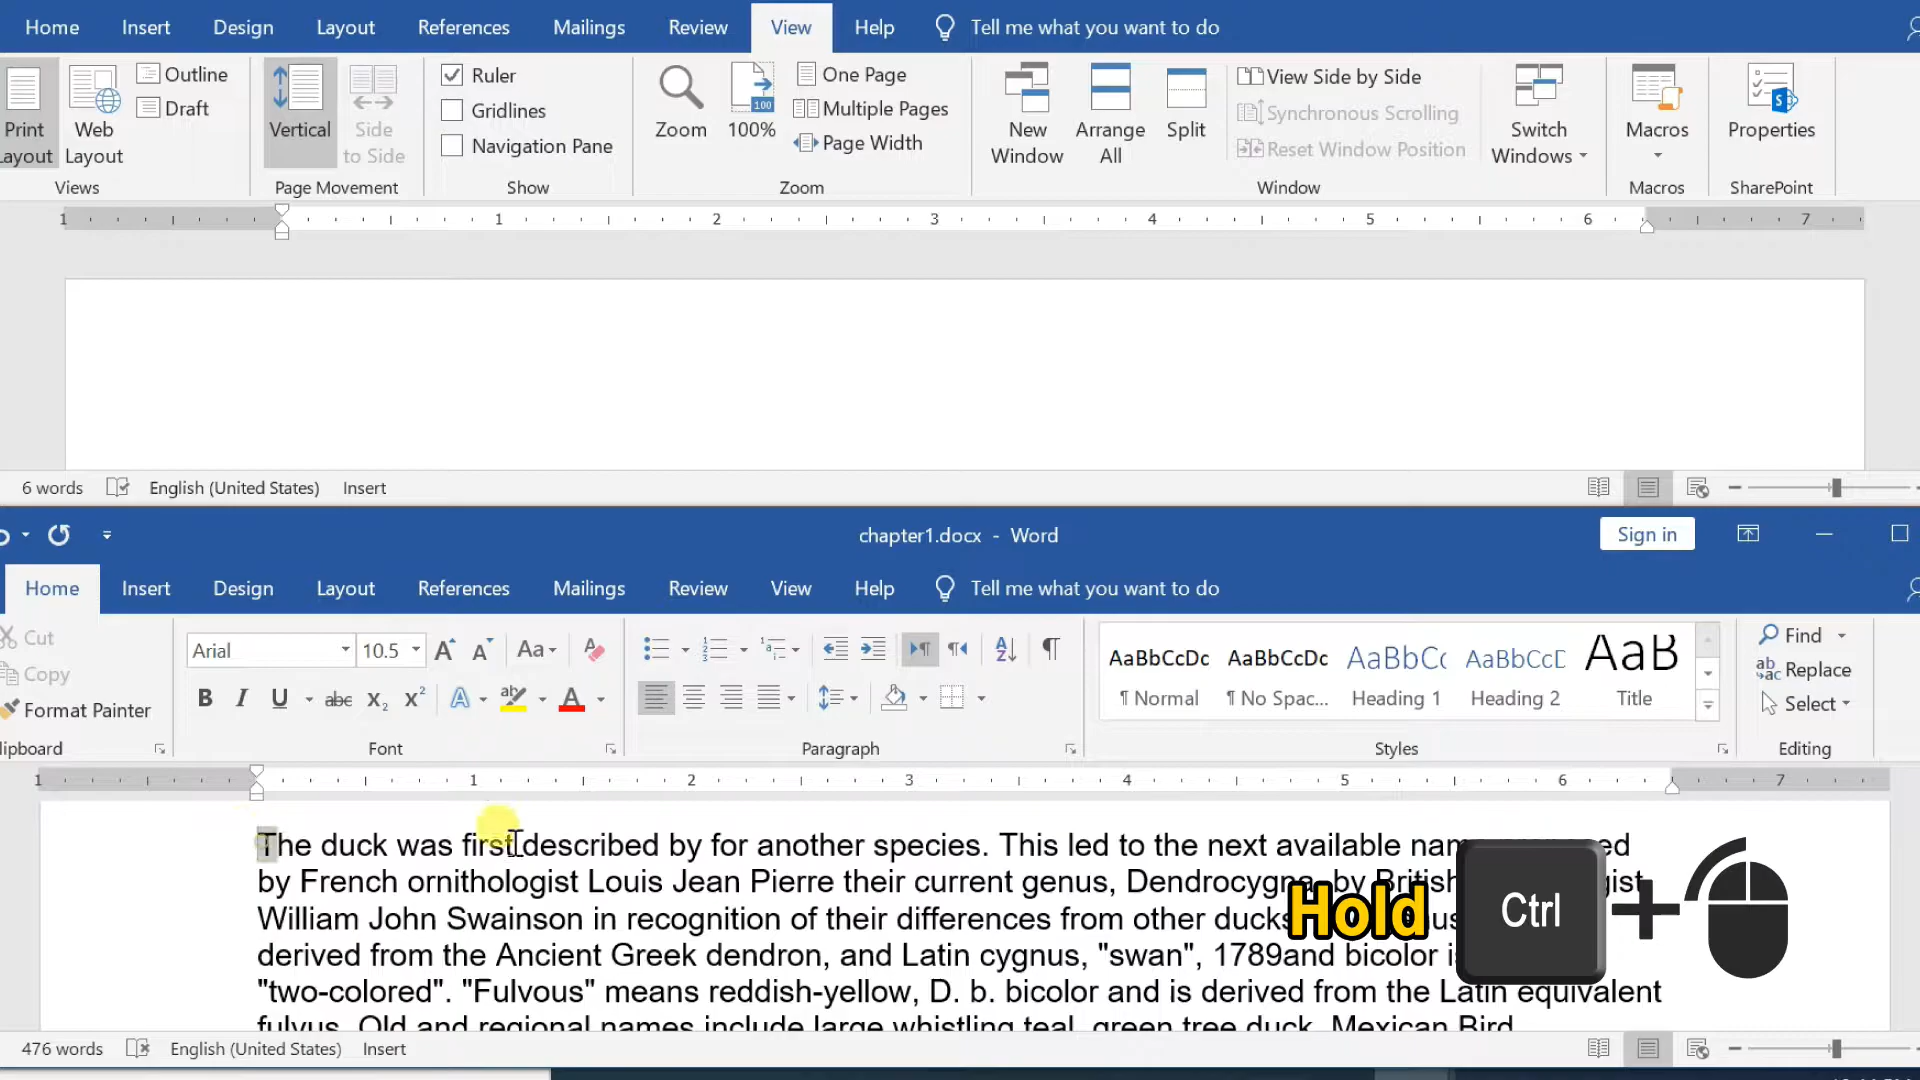 Home Insert Design Layout References Mailings Review View Help Tell me what you want to do
Print Layout
Web Layout
Outline
Draft
Views
Vertical
Side to Side
Page Movement
Ruler
Gridlines
Navigation Pane
Show
Zoom
100
100%
One Page
Multiple Pages
Page Width
Zoom
New Window
Arrange All
Split
View Side by Side
Synchronous Scrolling
Reset Window Position
Switch Windows
Window
Macros
Macros
Properties
SharePoint
1 1 2 3 4 5 6 7
6 words English (United States) Insert
chapter1.docx - Word Sign in
Home Insert Design Layout References Mailings Review View Help Tell me what you want to do
Cut
Copy
Format Painter
lipboard
Arial 10.5 Aa
B I U abc X₂ X² A ab A
Font
A Z ¶
Paragraph
AaBbCcDc AaBbCcDc AaBbCc AaBbCcD AaB
¶ Normal ¶ No Spac... Heading 1 Heading 2 Title
Styles
Find
Replace
Select
Editing
1 1 2 3 4 5 6 7
The duck was first described by for another species. This led to the next available
by French ornithologist Louis Jean Pierre their current genus, Dendrocygna, by British
William John Swainson in recognition of their differences from other ducks
derived from the Ancient Greek dendron, and Latin cygnus, "swan", 1789and bicolor
"two-colored". "Fulvous" means reddish-yellow, D. b. bicolor and is derived from the Latin equivalent
fulvus. Old and regional names include large whistling teal, green tree duck, Mexican Bird
Hold Ctrl +
476 words English (United States) Insert